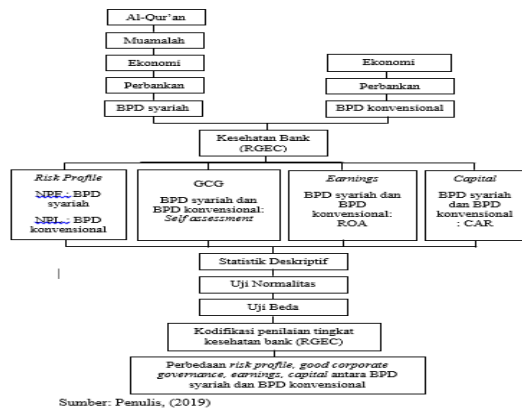 Al-Qur'an
Muamalah
Ekonomi
Perbankan
BPD syariah
Ekonomi
Perbankan
BPD konvensional
Kesehatan Bank
(RGEC)
Risk Profile
NPF : BPD
syariah
NPL : BPD
konvensional
GCG
BPD syariah dan
BPD konvensional:
Self assessment
Earnings
BPD syariah dan
BPD
konvensional:
ROA
Capital
BPD syariah
dan BPD
konvensional
: CAR
Statistik Deskriptif
Uji Normalitas
Uji Beda
Kodifikasi penilaian tingkat
kesehatan bank (RGEC)
Perbedaan risk profile, good corporate
governance, earnings, capital antara BPD
syariah dan BPD konvensional
Sumber: Penulis, (2019)